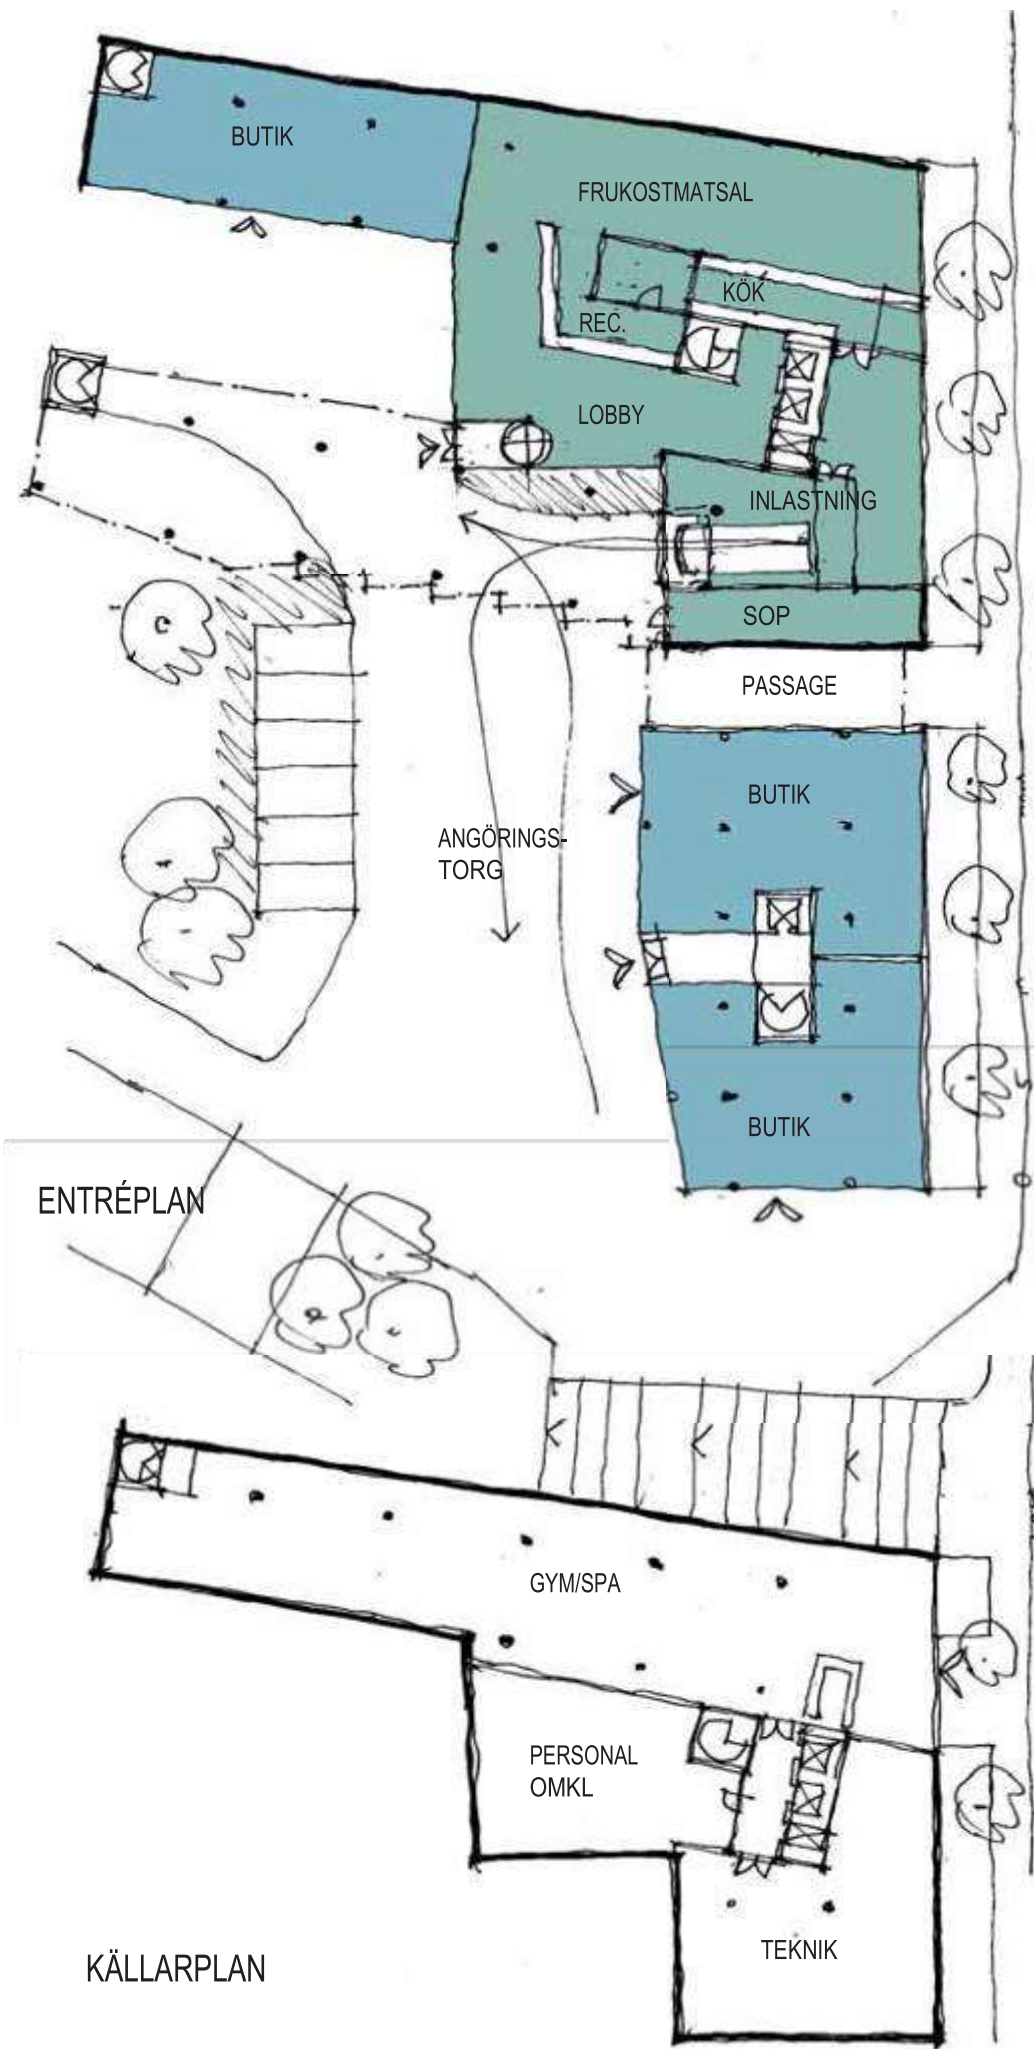 BUTIK
FRUKOSTMATSAL
KÖK
REC.
LOBBY
INLASTNING
SOP
PASSAGE
BUTIK
ANGÖRINGS-
TORG
BUTIK
ENTRÉPLAN
GYM/SPA
PERSONAL
OMKL
TEKNIK
KÄLLARPLAN